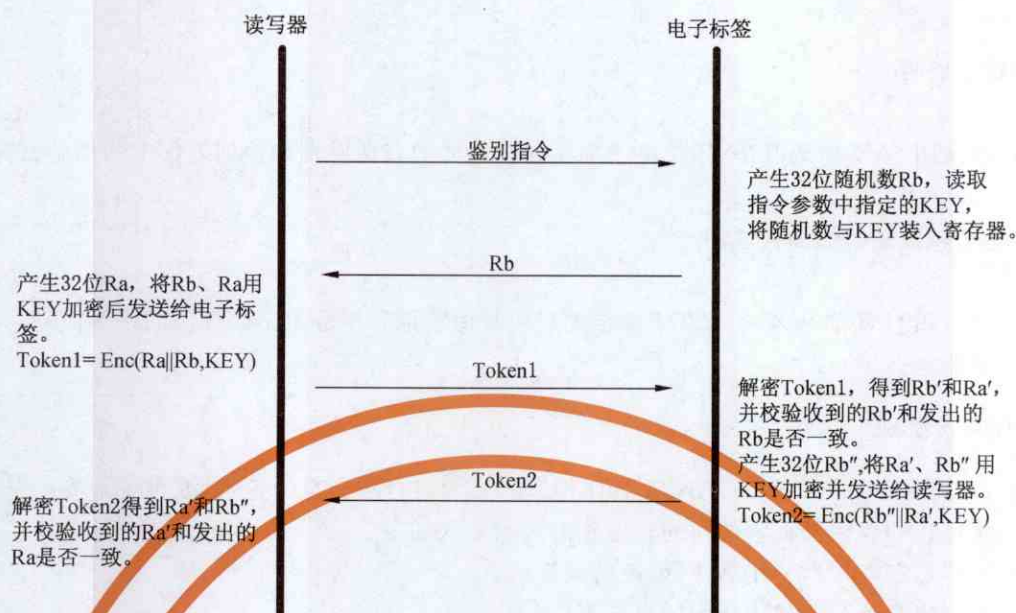 读写器
电子标签
鉴别指令
产生32位随机数Rb，读取
指令参数中指定的KEY，
将随机数与KEY装入寄存器。
Rb
产生32位Ra，将Rb、Ra用
KEY加密后发送给电子标
签。
Token1= Enc(Ra||Rb,KEY)
Token1
解密Token1，得到Rb′和Ra′，
并校验收到的Rb′和发出的
Rb是否一致。
产生32位Rb″,将Ra′、Rb″ 用
KEY加密并发送给读写器。
Token2= Enc(Rb″||Ra′,KEY)
Token2
解密Token2得到Ra′和Rb″，
并校验收到的Ra′和发出的
Ra是否一致。